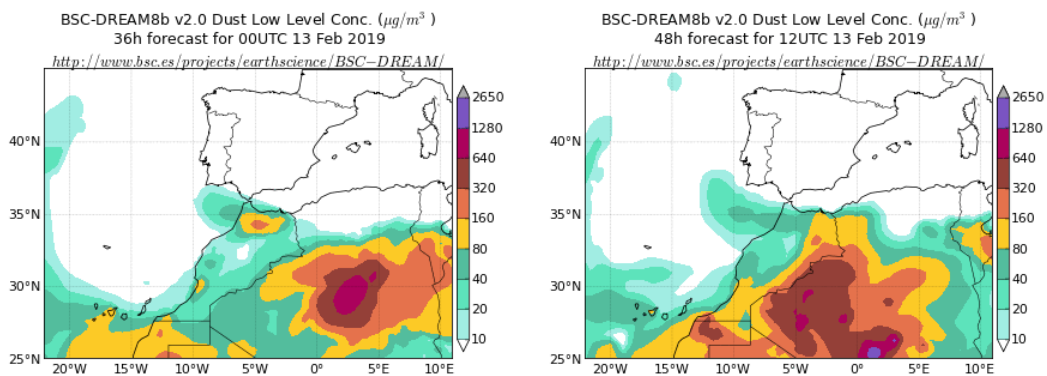 BSC-DREAM8b v2.0 Dust Low Level Conc. (μg/m³ )
36h forecast for 00UTC 13 Feb 2019
http://www.bsc.es/projects/earthscience/BSC−DREAM/
40°N
35°N
30°N
25°N
20°W 15°W 10°W 5°W 0° 5°E 10°E
2650
1280
640
320
160
80
40
20
10
BSC-DREAM8b v2.0 Dust Low Level Conc. (μg/m³ )
48h forecast for 12UTC 13 Feb 2019
http://www.bsc.es/projects/earthscience/BSC−DREAM/
40°N
35°N
30°N
25°N
20°W 15°W 10°W 5°W 0° 5°E 10°E
2650
1280
640
320
160
80
40
20
10